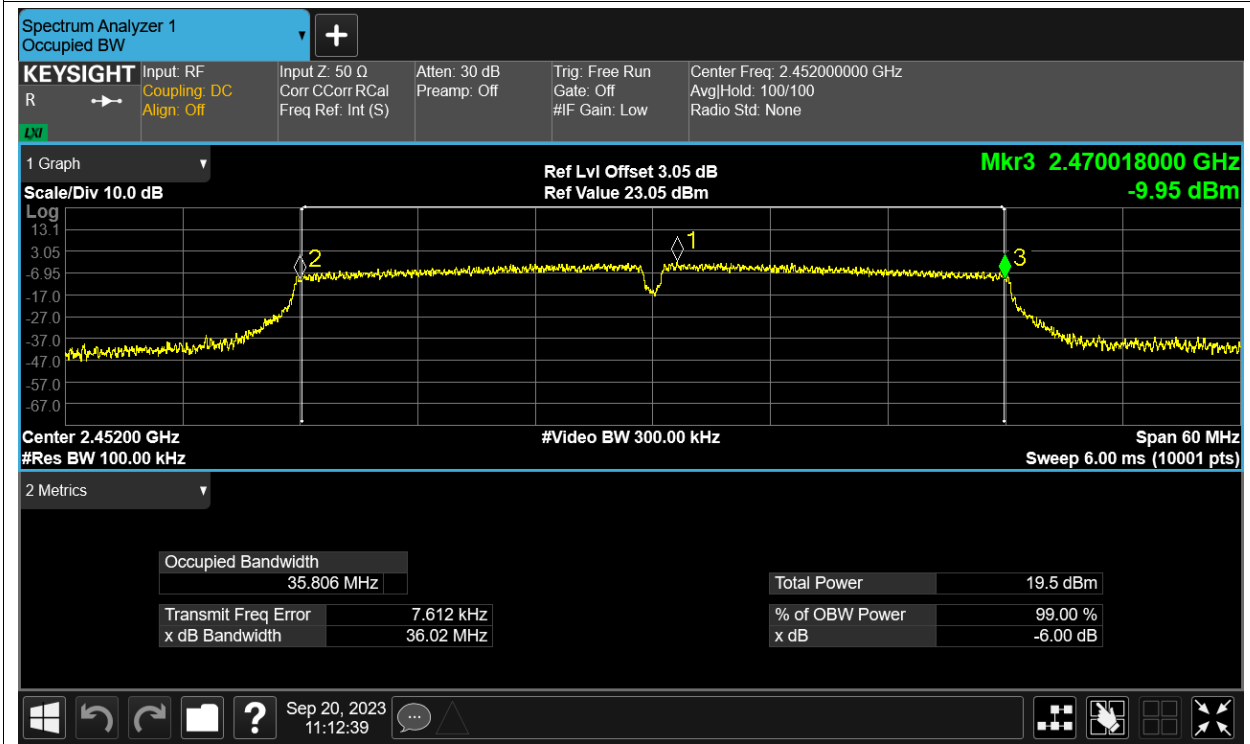 Spectrum Analyzer 1
Occupied BW
+
KEYSIGHT
R
LXI
Input: RF
Coupling: DC
Align: Off
Input Z: 50 Ω
Corr CCorr RCal
Freq Ref: Int (S)
Atten: 30 dB
Preamp: Off
Trig: Free Run
Gate: Off
#IF Gain: Low
Center Freq: 2.452000000 GHz
Avg|Hold: 100/100
Radio Std: None
1 Graph
Scale/Div 10.0 dB
Ref Lvl Offset 3.05 dB
Ref Value 23.05 dBm
Mkr3 2.470018000 GHz
-9.95 dBm
Log
13.1
3.05
-6.95
-17.0
-27.0
-37.0
-47.0
-57.0
-67.0
2
1
3
Center 2.45200 GHz
#Res BW 100.00 kHz
#Video BW 300.00 kHz
Span 60 MHz
Sweep 6.00 ms (10001 pts)
2 Metrics
Occupied Bandwidth
35.806 MHz
Transmit Freq Error 7.612 kHz
x dB Bandwidth 36.02 MHz
Total Power 19.5 dBm
% of OBW Power 99.00 %
x dB -6.00 dB
?
Sep 20, 2023
11:12:39